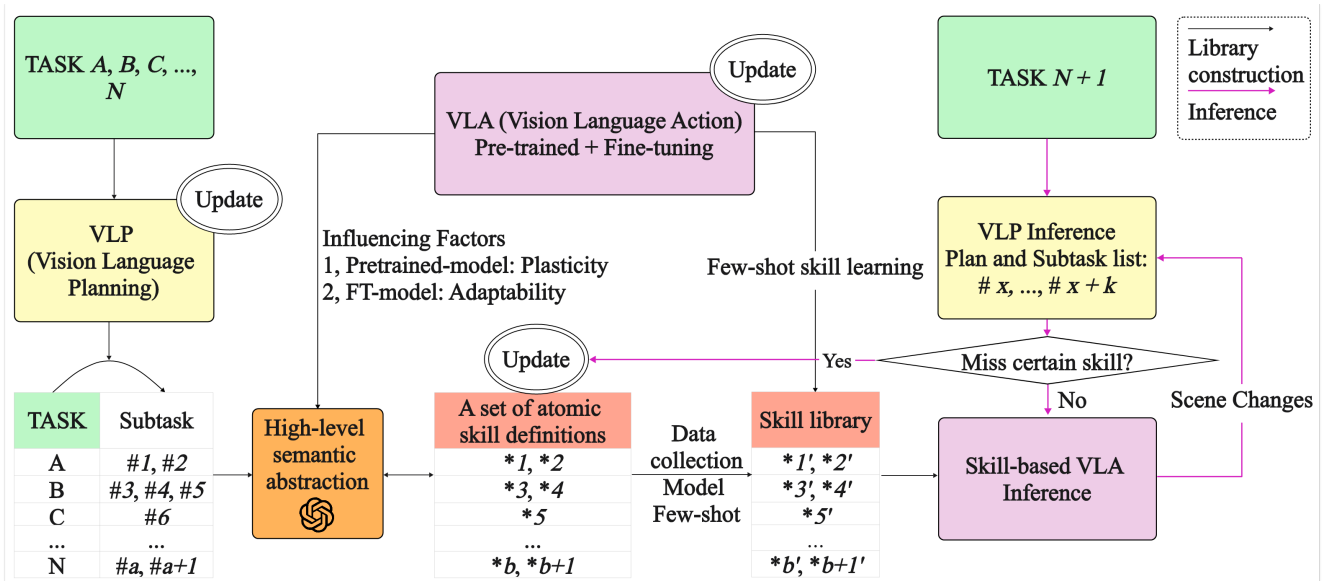 TASK A, B, C, ...,
N
Update
VLP
(Vision Language
Planning)
TASK
Subtask
A
#1, #2
B
#3, #4, #5
C
#6
...
...
N
#a, #a+1
VLA (Vision Language Action)
Pre-trained + Fine-tuning
Update
Influencing Factors
1, Pretrained-model: Plasticity
2, FT-model: Adaptability
Few-shot skill learning
High-level
semantic
abstraction
Update
A set of atomic
skill definitions
*1, *2
*3, *4
*5
...
*b, *b+1
Data
collection
Model
Few-shot
Skill library
*1', *2'
*3', *4'
*5'
...
*b', *b+1'
TASK N + 1
VLP Inference
Plan and Subtask list:
# x, ..., # x + k
Miss certain skill?
Yes
No
Scene Changes
Skill-based VLA
Inference
Library
construction
Inference